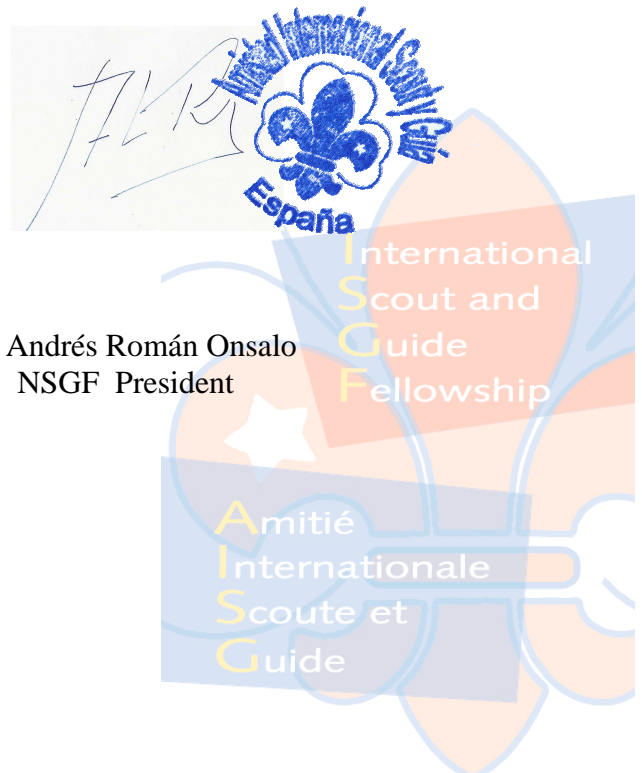 Amistad Internacional Scout y Guía
España
International
Scout and
Guide
Fellowship
Andrés Román Onsalo
NSGF President
Amitié
Internationale
Scoute et
Guide